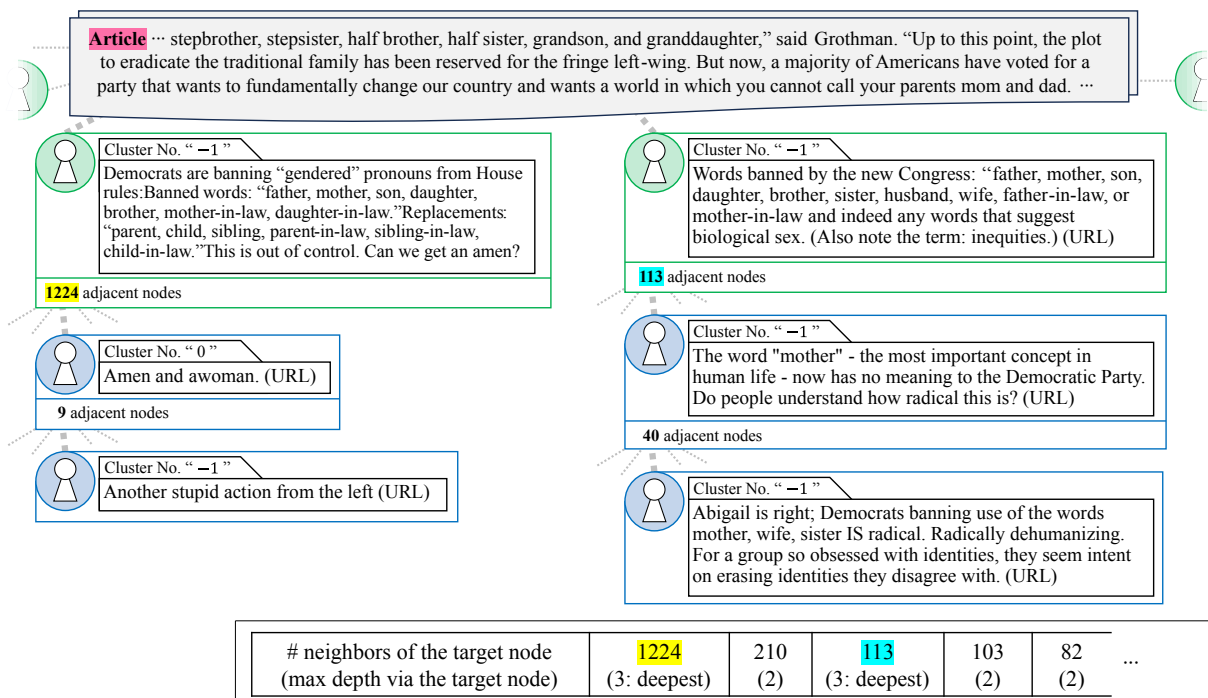 Article ··· stepbrother, stepsister, half brother, half sister, grandson, and granddaughter,” said Grothman. “Up to this point, the plot
to eradicate the traditional family has been reserved for the fringe left-wing. But now, a majority of Americans have voted for a
party that wants to fundamentally change our country and wants a world in which you cannot call your parents mom and dad. ···
Cluster No. “ −1 ”
Democrats are banning “gendered” pronouns from House
rules:Banned words: “father, mother, son, daughter,
brother, mother-in-law, daughter-in-law.”Replacements:
“parent, child, sibling, parent-in-law, sibling-in-law,
child-in-law.”This is out of control. Can we get an amen?
1224 adjacent nodes
Cluster No. “ 0 ”
Amen and awoman. (URL)
9 adjacent nodes
Cluster No. “ −1 ”
Another stupid action from the left (URL)
Cluster No. “ −1 ”
Words banned by the new Congress: “father, mother, son,
daughter, brother, sister, husband, wife, father-in-law, or
mother-in-law and indeed any words that suggest
biological sex. (Also note the term: inequities.) (URL)
113 adjacent nodes
Cluster No. “ −1 ”
The word "mother" - the most important concept in
human life - now has no meaning to the Democratic Party.
Do people understand how radical this is? (URL)
40 adjacent nodes
Cluster No. “ −1 ”
Abigail is right; Democrats banning use of the words
mother, wife, sister IS radical. Radically dehumanizing.
For a group so obsessed with identities, they seem intent
on erasing identities they disagree with. (URL)
# neighbors of the target node 1224 210 113 103 82 ...
(max depth via the target node) (3: deepest) (2) (3: deepest) (2) (2)